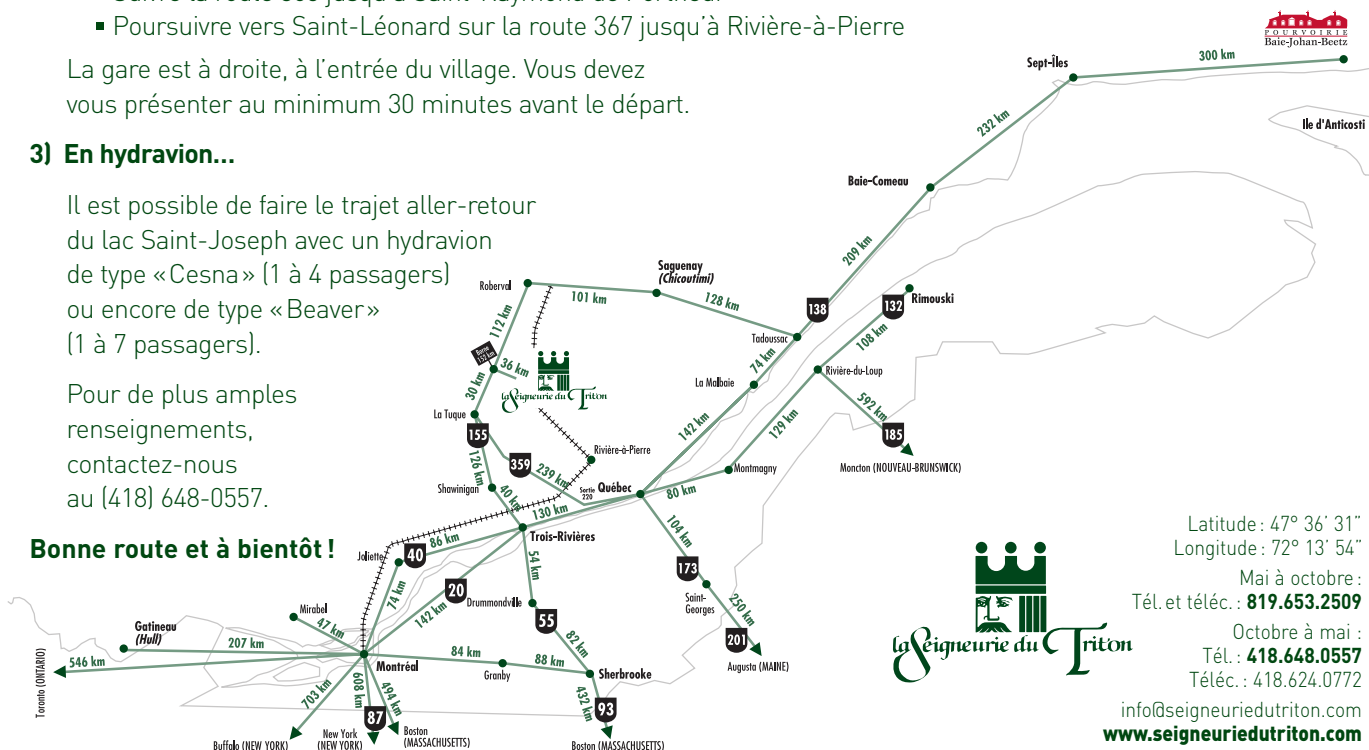 ▪ Poursuivre vers Saint-Léonard sur la route 367 jusqu'à Rivière-à-Pierre
La gare est à droite, à l'entrée du village. Vous devez
vous présenter au minimum 30 minutes avant le départ.
3) En hydravion...
Il est possible de faire le trajet aller-retour
du lac Saint-Joseph avec un hydravion
de type «Cesna» (1 à 4 passagers)
ou encore de type «Beaver»
(1 à 7 passagers).
Pour de plus amples
renseignements,
contactez-nous
au (418) 648-0557.
Bonne route et à bientôt !
POURVOIRIE
Baie-Johan-Beetz
300 km
Sept-Îles
232 km
Ile d'Anticosti
Baie-Comeau
209 km
Saguenay
(Chicoutimi)
Roberval
101 km
128 km
138
132
Rimouski
108 km
Tadoussac
112 km
74 km
Borne
153 km
36 km
La Malbaie
Rivière-du-Loup
30 km
la Seigneurie du Triton
592 km
La Tuque
142 km
129 km
155
185
Rivière-à-Pierre
Moncton (NOUVEAU-BRUNSWICK)
126 km
359
239 km
Montmagny
Shawinigan
40 km
Sortie
220
Québec
80 km
130 km
104 km
Trois-Rivières
86 km
Joliette
40
54 km
173
74 km
20
142 km
Drummondville
Saint-
Georges
250 km
Mirabel
47 km
55
201
Gatineau
(Hull)
207 km
82 km
546 km
Montréal
84 km
88 km
Granby
Sherbrooke
Augusta (MAINE)
Toronto (ONTARIO)
703 km
608 km
494 km
432 km
87
93
Buffalo (NEW YORK)
New York
(NEW YORK)
Boston
(MASSACHUSETTS)
Boston (MASSACHUSETTS)
la Seigneurie du Triton
Latitude : 47° 36' 31"
Longitude : 72° 13' 54"
Mai à octobre :
Tél. et téléc. : 819.653.2509
Octobre à mai :
Tél. : 418.648.0557
Téléc. : 418.624.0772
info@seigneuriedutriton.com
www.seigneuriedutriton.com